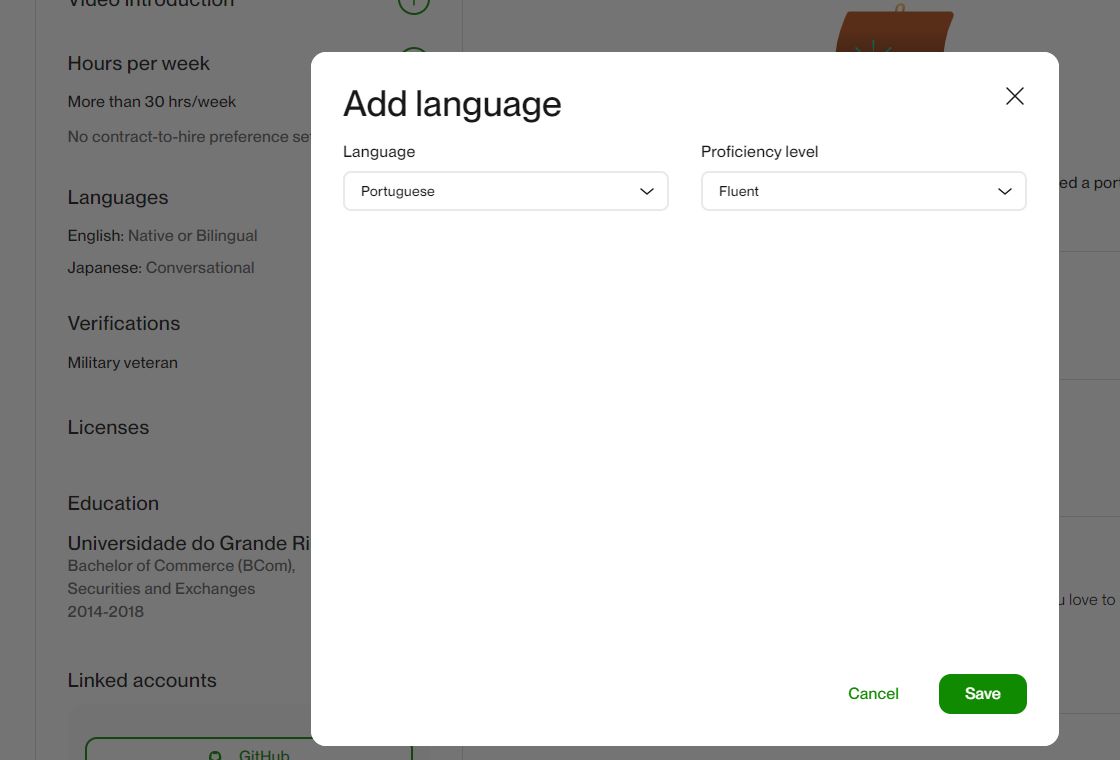 Video introduction
Hours per week
More than 30 hrs/week
No contract-to-hire preference se
Languages
English: Native or Bilingual
Japanese: Conversational
Verifications
Military veteran
Licenses
Education
Universidade do Grande Ri
Bachelor of Commerce (BCom),
Securities and Exchanges
2014-2018
Linked accounts
GitHub
Add language
Language
Proficiency level
Portuguese
Fluent
Cancel
Save
ed a por
u love to